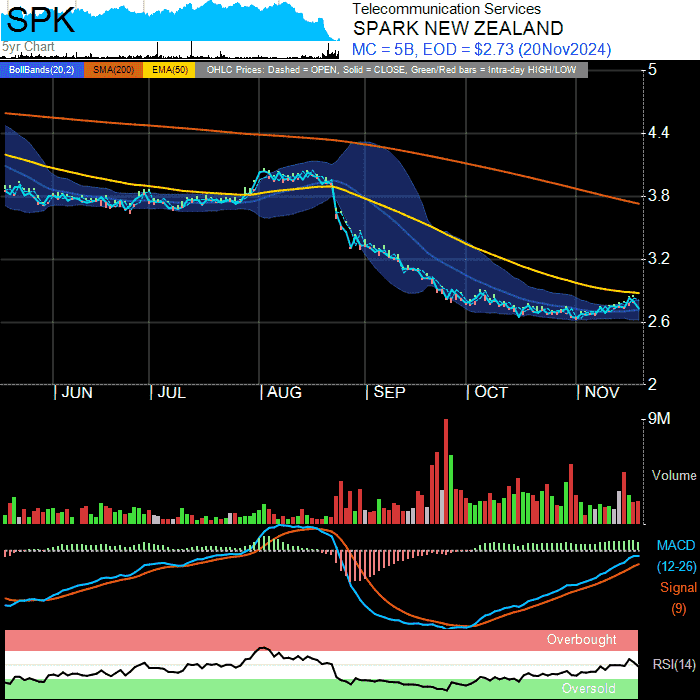 SPK
5yr Chart
Telecommunication Services
SPARK NEW ZEALAND
MC = 5B, EOD = $2.73 (20Nov2024)
BollBands(20,2) SMA(200) EMA(50) OHLC Prices: Dashed = OPEN, Solid = CLOSE, Green/Red bars = Intra-day HIGH/LOW
5
4.4
3.8
3.2
2.6
2
| JUN | JUL | AUG | SEP | OCT | NOV
9M
Volume
MACD
(12-26)
Signal
(9)
Overbought
RSI(14)
Oversold